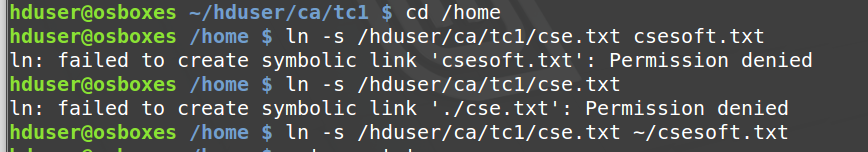 hduser@osboxes ~/hduser/ca/tc1 $ cd /home
hduser@osboxes /home $ ln -s /hduser/ca/tc1/cse.txt csesoft.txt
ln: failed to create symbolic link 'csesoft.txt': Permission denied
hduser@osboxes /home $ ln -s /hduser/ca/tc1/cse.txt
ln: failed to create symbolic link './cse.txt': Permission denied
hduser@osboxes /home $ ln -s /hduser/ca/tc1/cse.txt ~/csesoft.txt